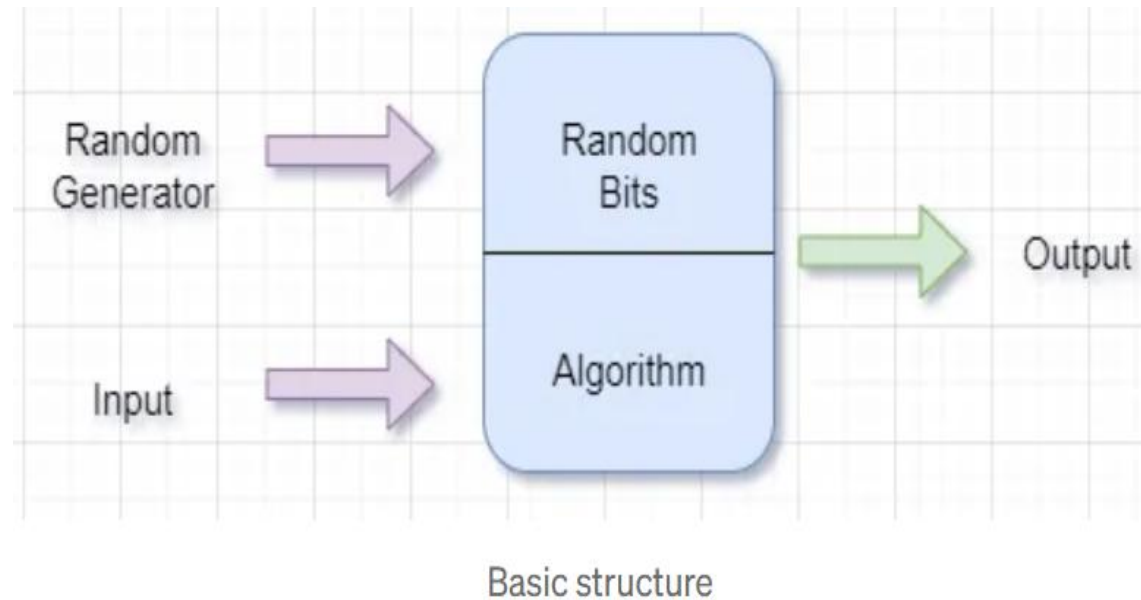 Random
Generator
Random
Bits
Output
Input
Algorithm
Basic structure